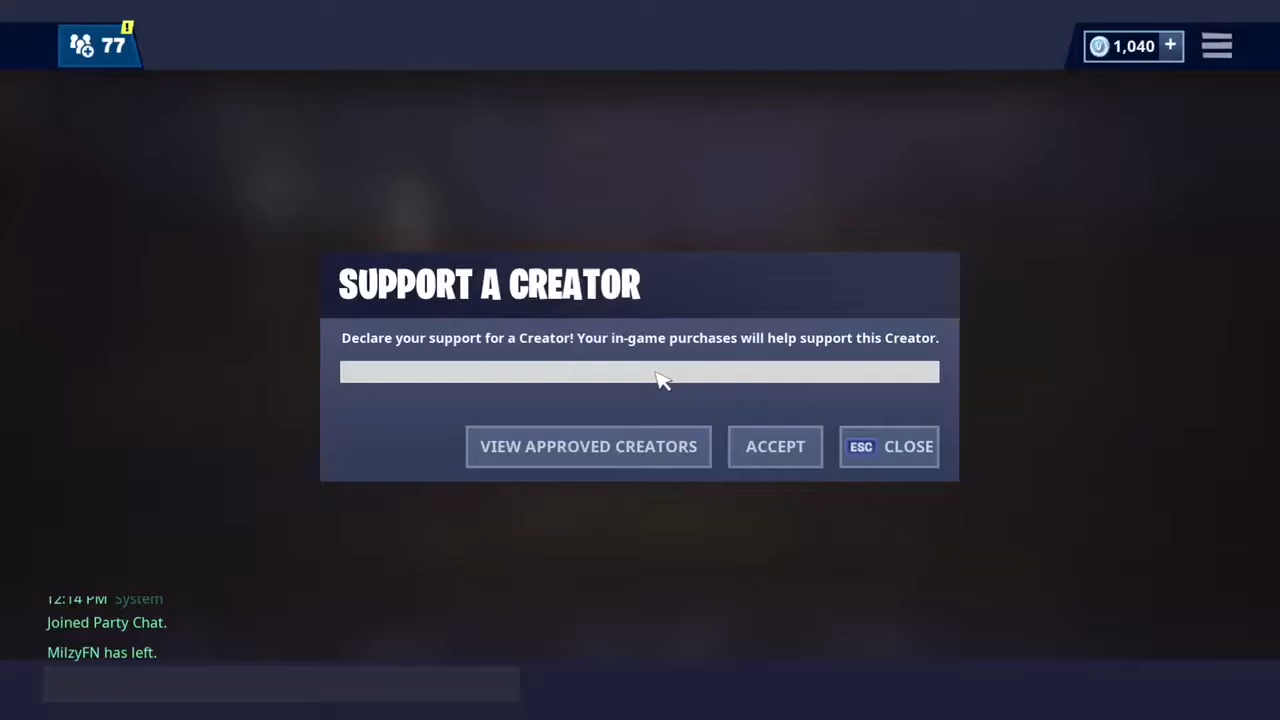 77
!
1,040 +
SUPPORT A CREATOR
Declare your support for a Creator! Your in-game purchases will help support this Creator.
VIEW APPROVED CREATORS
ACCEPT
ESC CLOSE
12:14 PM System
Joined Party Chat.
MilzyFN has left.